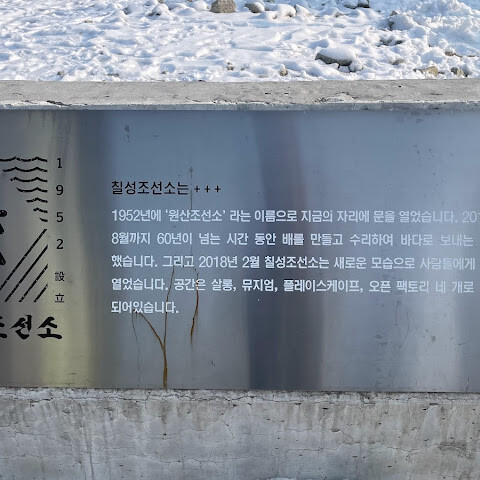 1952 設立
조선소
칠성조선소는 +++
1952년에 '원산조선소' 라는 이름으로 지금의 자리에 문을 열었습니다. 201
8월까지 60년이 넘는 시간 동안 배를 만들고 수리하여 바다로 보내는
했습니다. 그리고 2018년 2월 칠성조선소는 새로운 모습으로 사람들에게
열었습니다. 공간은 살롱, 뮤지엄, 플레이스케이프, 오픈 팩토리 네 개로
되어있습니다.